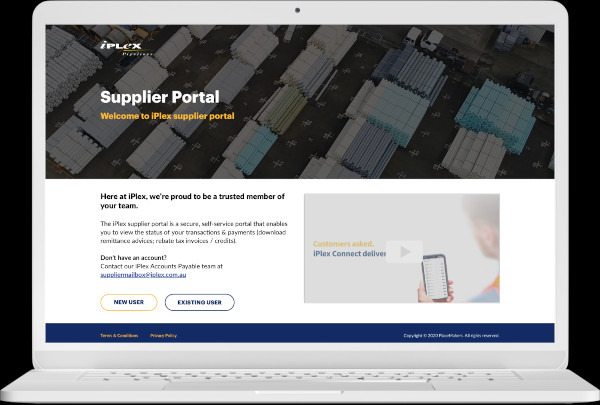 iPLEX
Pipelines
Supplier Portal
Welcome to iPlex supplier portal
Here at iPlex, we're proud to be a trusted member of
your team.
The iPlex supplier portal is a secure, self-service portal that enables
you to view the status of your transactions & payments (download
remittance advices; rebate tax invoices / credits).
Don't have an account?
Contact our iPlex Accounts Payable team at
suppliermailbox@iplex.com.au
NEW USER
EXISTING USER
Customers asked.
iPlex Connect deliver
Terms & Conditions
Privacy Policy
Copyright © 2020 PlaceMakers. All rights reserved.